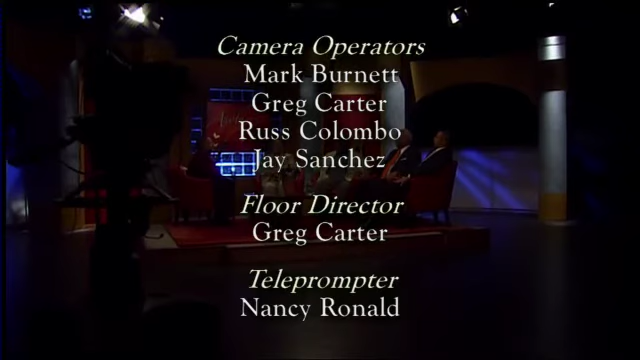 Camera Operators
Mark Burnett
Greg Carter
Russ Colombo
Jay Sanchez
Floor Director
Greg Carter
Teleprompter
Nancy Ronald